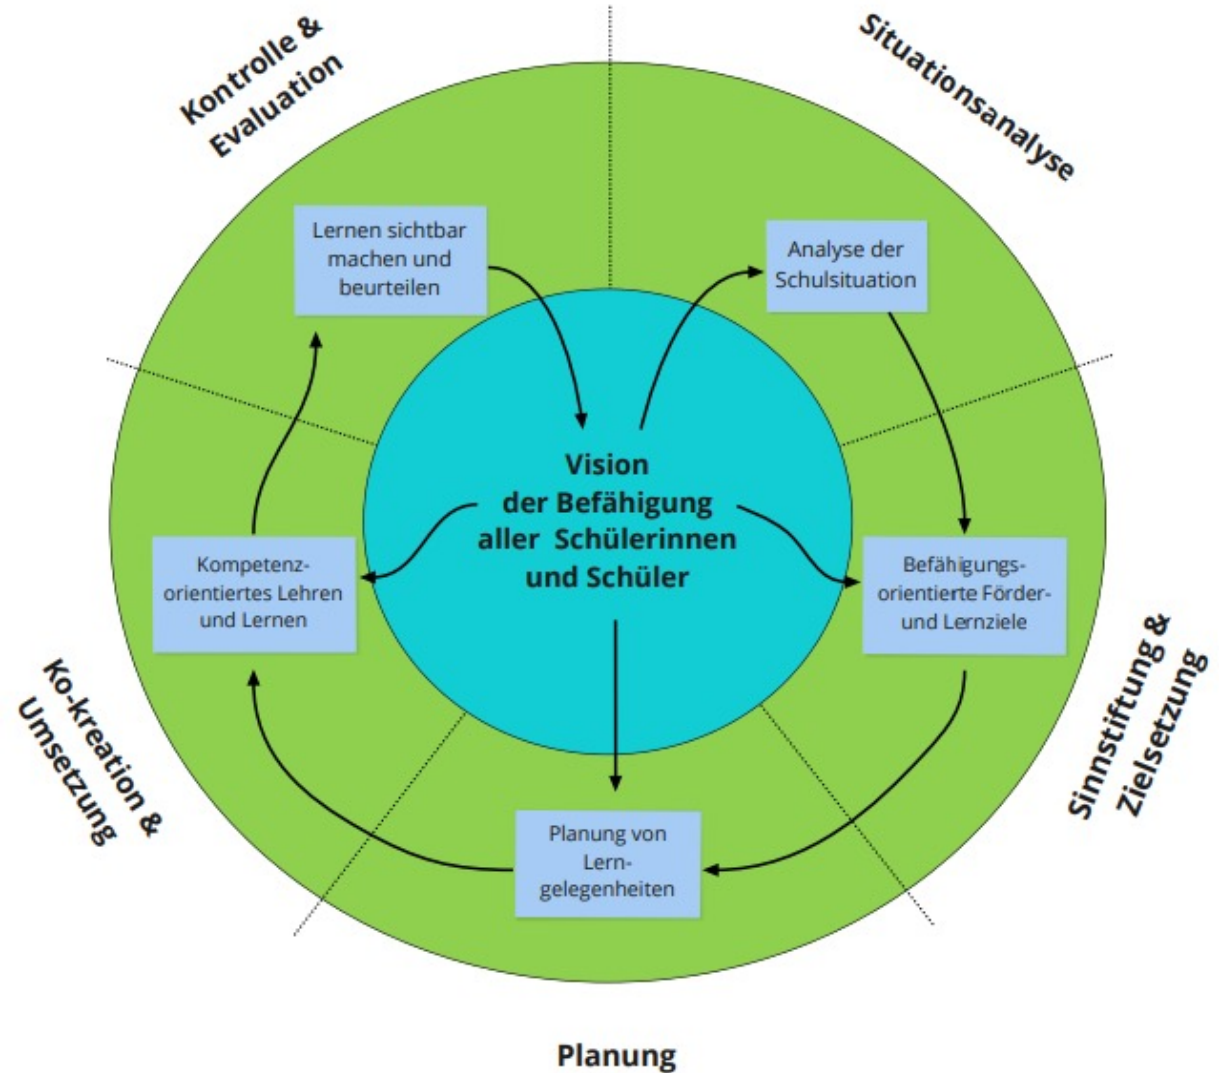 Kontrolle &
Evaluation
Situationsanalyse
Lernen sichtbar
machen und
beurteilen
Analyse der
Schulsituation
Vision
der Befähigung
aller Schülerinnen
und Schüler
Kompetenz-
orientiertes Lehren
und Lernen
Befähigungs-
orientierte Förder-
und Lernziele
Ko-kreation &
Umsetzung
Sinnstiftung &
Zielsetzung
Planung von
Lern-
gelegenheiten
Planung